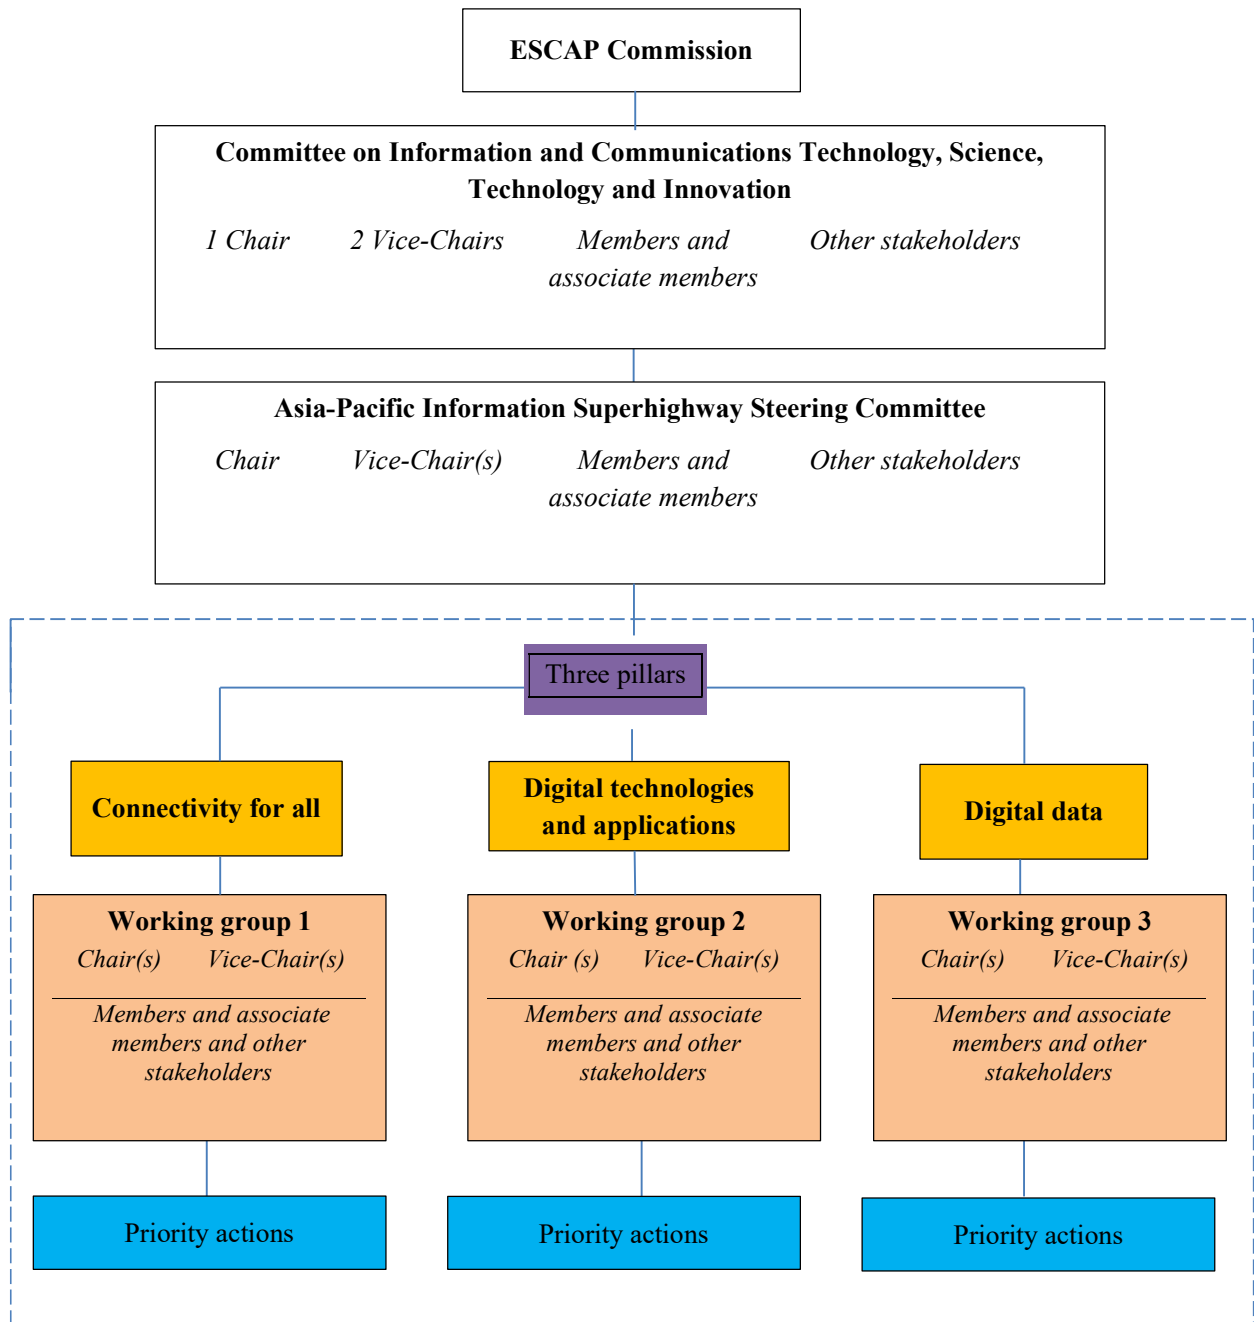 ESCAP Commission
Committee on Information and Communications Technology, Science,
Technology and Innovation
1 Chair 2 Vice-Chairs Members and Other stakeholders
associate members
Asia-Pacific Information Superhighway Steering Committee
Chair Vice-Chair(s) Members and Other stakeholders
associate members
Three pillars
Connectivity for all
Digital technologies
and applications
Digital data
Working group 1
Chair(s) Vice-Chair(s)
Members and associate
members and other
stakeholders
Working group 2
Chair (s) Vice-Chair(s)
Members and associate
members and other
stakeholders
Working group 3
Chair(s) Vice-Chair(s)
Members and associate
members and other
stakeholders
Priority actions
Priority actions
Priority actions